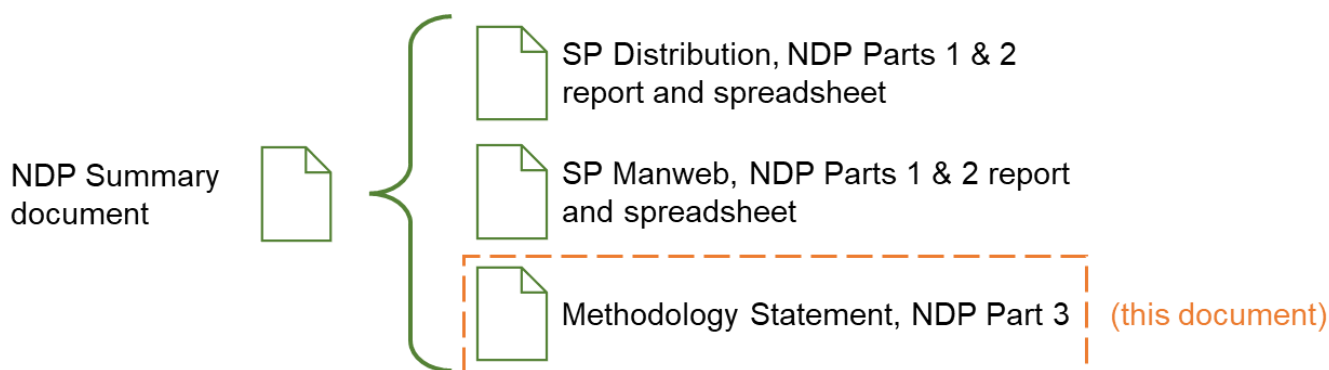 NDP Summary
document
SP Distribution, NDP Parts 1 & 2
report and spreadsheet
SP Manweb, NDP Parts 1 & 2 report
and spreadsheet
Methodology Statement, NDP Part 3
(this document)